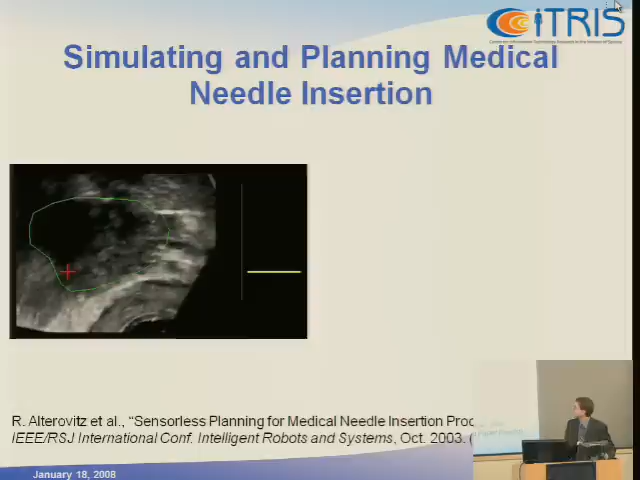 CiTRIS
Simulating and Planning Medical
Needle Insertion
R. Alterovitz et al., “Sensorless Planning for Medical Needle Insertion Proc
IEEE/RSJ International Conf. Intelligent Robots and Systems, Oct. 2003. (
January 18, 2008